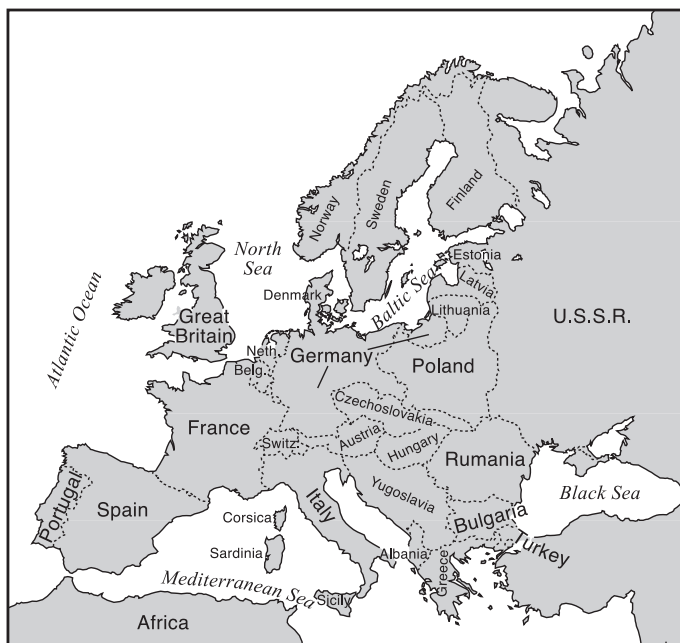 Norway
Sweden
Finland
North
Sea
Estonia
Latvia
Baltic Sea
Denmark
Lithuania
Atlantic Ocean
Great
Britain
U.S.S.R.
Neth.
Germany
Belg.
Poland
Czechoslovakia
France
Switz.
Austria
Hungary
Rumania
Yugoslavia
Black Sea
Portugal
Spain
Italy
Corsica
Bulgaria
Sardinia
Albania
Turkey
Greece
Mediterranean Sea
Sicily
Africa